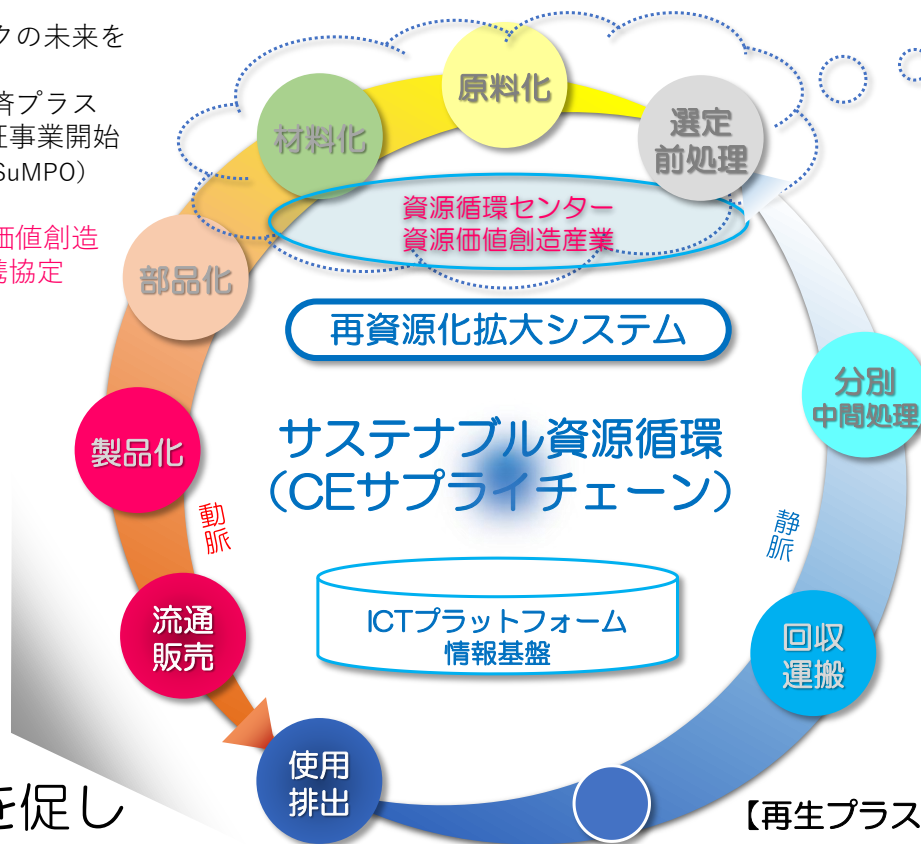 クの未来を
済プラス
証事業開始
SuMPO）
価値創造
携協定
原料化
材料化
選定
前処理
資源循環センター
資源価値創造産業
部品化
再資源化拡大システム
分別
中間処理
サステナブル資源循環
（CEサプライチェーン）
製品化
動脈
静脈
ICTプラットフォーム
情報基盤
流通
販売
回収
運搬
使用
排出
を促し
【再生プラス